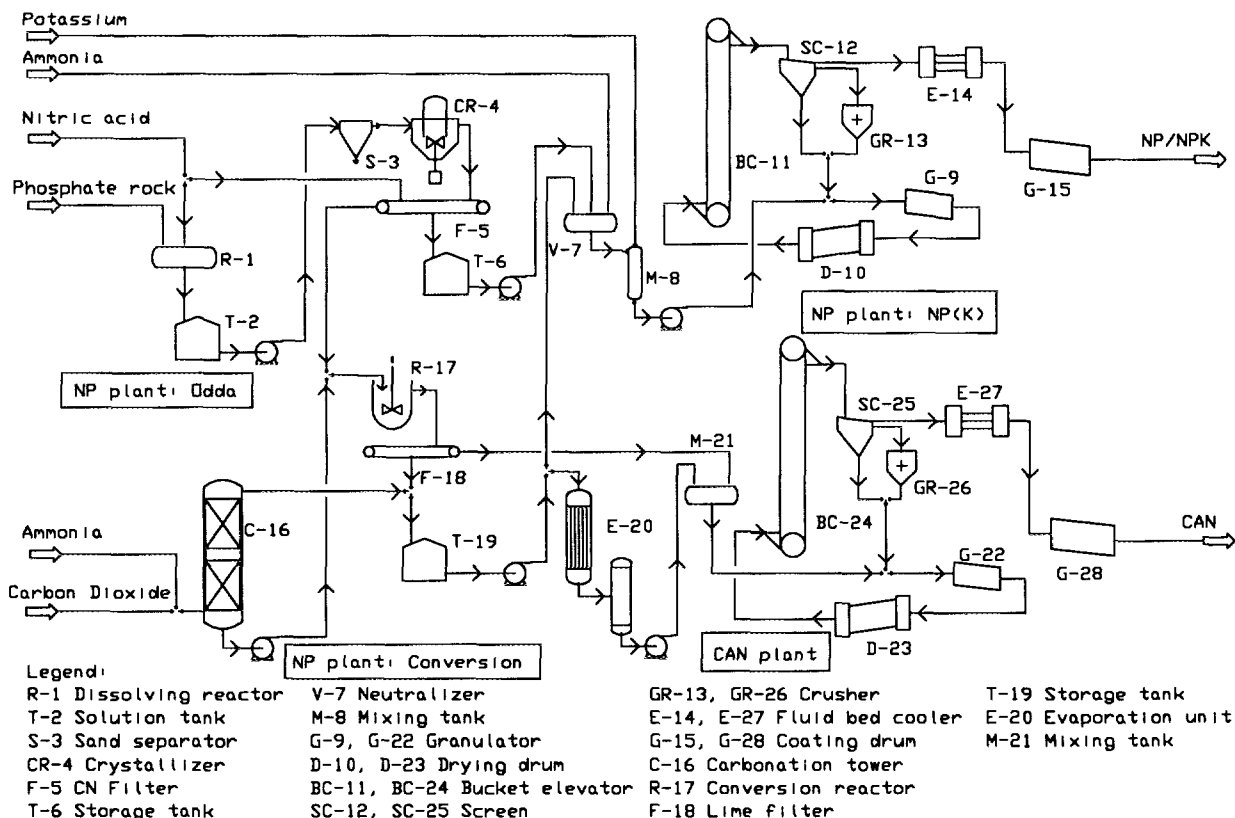 Potassium
Ammonia
Nitric acid
Phosphate rock
R-1
T-2
S-3
CR-4
F-5
T-6
V-7
M-8
BC-11
SC-12
GR-13
E-14
G-15
NP/NPK
G-9
D-10
NP plant: Odda
NP plant: NP(K)
R-17
F-18
C-16
T-19
E-20
M-21
BC-24
SC-25
GR-26
E-27
G-28
CAN
G-22
D-23
Ammonia
Carbon Dioxide
NP plant: Conversion
CAN plant
Legend:
R-1 Dissolving reactor
T-2 Solution tank
S-3 Sand separator
CR-4 Crystallizer
F-5 CN Filter
T-6 Storage tank
V-7 Neutralizer
M-8 Mixing tank
G-9, G-22 Granulator
D-10, D-23 Drying drum
BC-11, BC-24 Bucket elevator
SC-12, SC-25 Screen
GR-13, GR-26 Crusher
E-14, E-27 Fluid bed cooler
G-15, G-28 Coating drum
C-16 Carbonation tower
R-17 Conversion reactor
F-18 Lime filter
T-19 Storage tank
E-20 Evaporation unit
M-21 Mixing tank